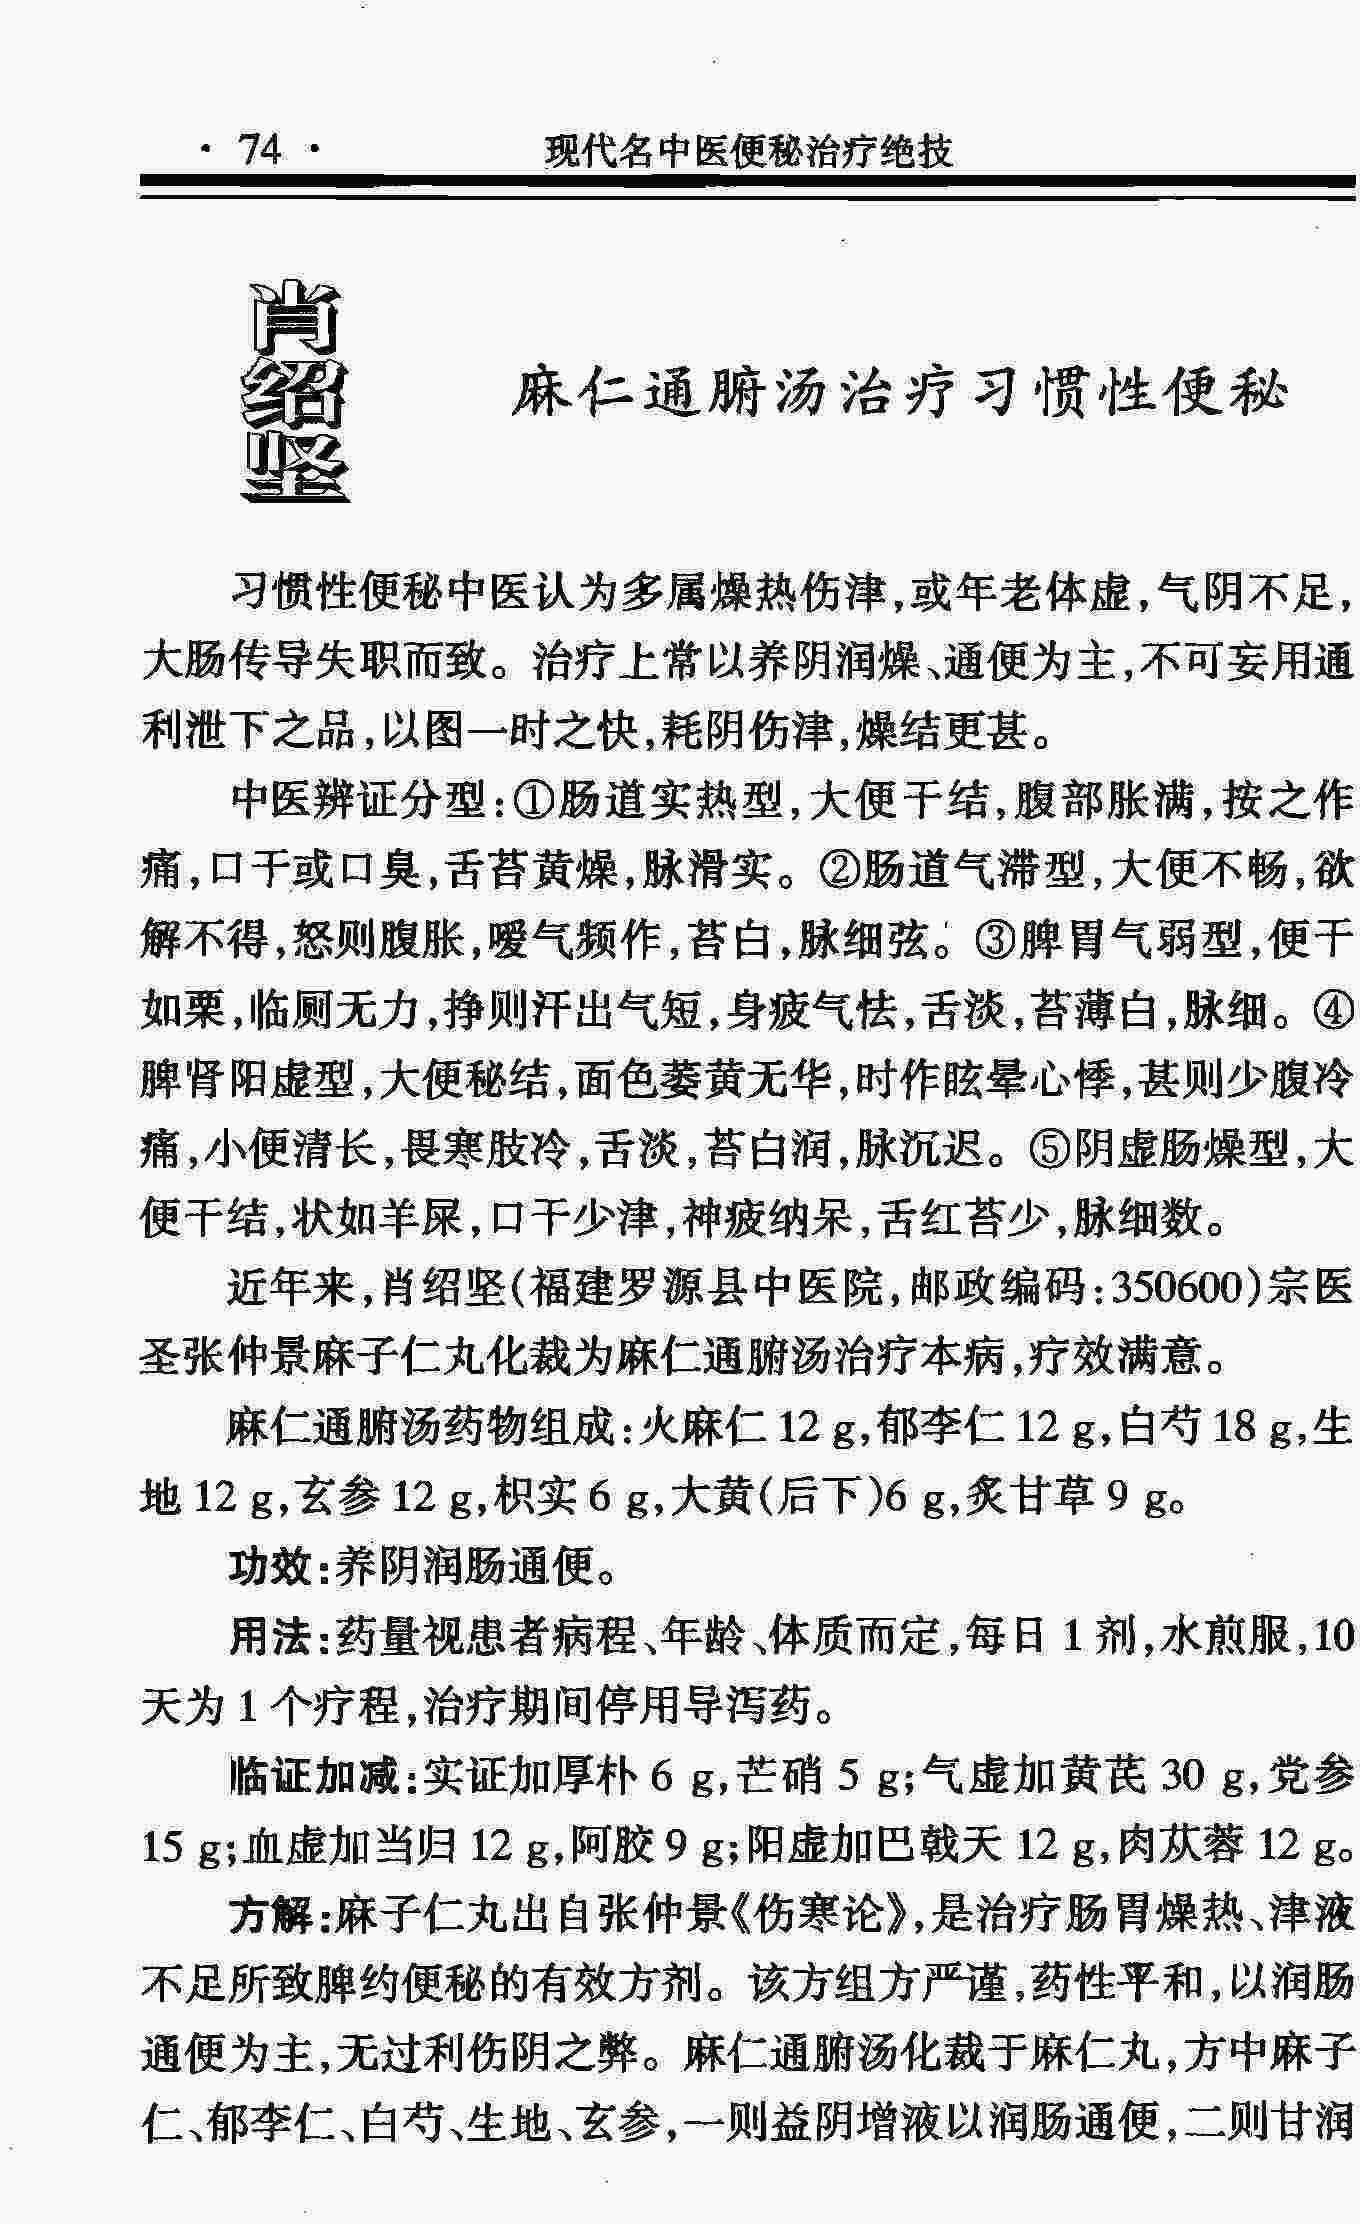 · 74 ·
现代名中医便秘治疗绝技
肖绍坚
麻仁通腑汤治疗习惯性便秘
习惯性便秘中医认为多属燥热伤津,或年老体虚,气阴不足,
大肠传导失职而致。治疗上常以养阴润燥、通便为主,不可妄用通
利泄下之品,以图一时之快,耗阴伤津,燥结更甚。
中医辨证分型:①肠道实热型,大便干结,腹部胀满,按之作
痛,口干或口臭,舌苔黄燥,脉滑实。②肠道气滞型,大便不畅,欲
解不得,怒则腹胀,嗳气频作,苔白,脉细弦。③脾胃气弱型,便干
如栗,临厕无力,挣则汗出气短,身疲气怯,舌淡,苔薄白,脉细。④
脾肾阳虚型,大便秘结,面色萎黄无华,时作眩晕心悸,甚则少腹冷
痛,小便清长,畏寒肢冷,舌淡,苔白润,脉沉迟。⑤阴虚肠燥型,大
便干结,状如羊屎,口干少津,神疲纳呆,舌红苔少,脉细数。
近年来,肖绍坚(福建罗源县中医院,邮政编码:350600)宗医
圣张仲景麻子仁丸化裁为麻仁通腑汤治疗本病,疗效满意。
麻仁通腑汤药物组成:火麻仁 12 g,郁李仁 12 g,白芍 18 g,生
地 12 g,玄参 12 g,枳实 6 g,大黄(后下)6 g,炙甘草 9 g。
功效:养阴润肠通便。
用法:药量视患者病程、年龄、体质而定,每日 1 剂,水煎服,10
天为 1 个疗程,治疗期间停用导泻药。
临证加减:实证加厚朴 6 g,芒硝 5 g;气虚加黄芪 30 g,党参
15 g;血虚加当归 12 g,阿胶 9 g;阳虚加巴戟天 12 g,肉苁蓉 12 g。
方解:麻子仁丸出自张仲景《伤寒论》,是治疗肠胃燥热、津液
不足所致脾约便秘的有效方剂。该方组方严谨,药性平和,以润肠
通便为主,无过利伤阴之弊。麻仁通腑汤化裁于麻仁丸,方中麻子
仁、郁李仁、白芍、生地、玄参,一则益阴增液以润肠通便,二则甘润